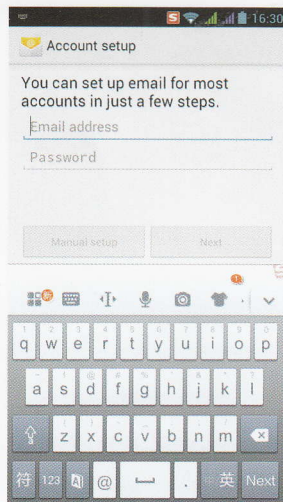 16:30
Account setup
You can set up email for most
accounts in just a few steps.
Email address
Password
Manual setup
Next
q w e r t y u i o p
a s d f g h j k l
z x c v b n m
符 123 @ . 英 Next